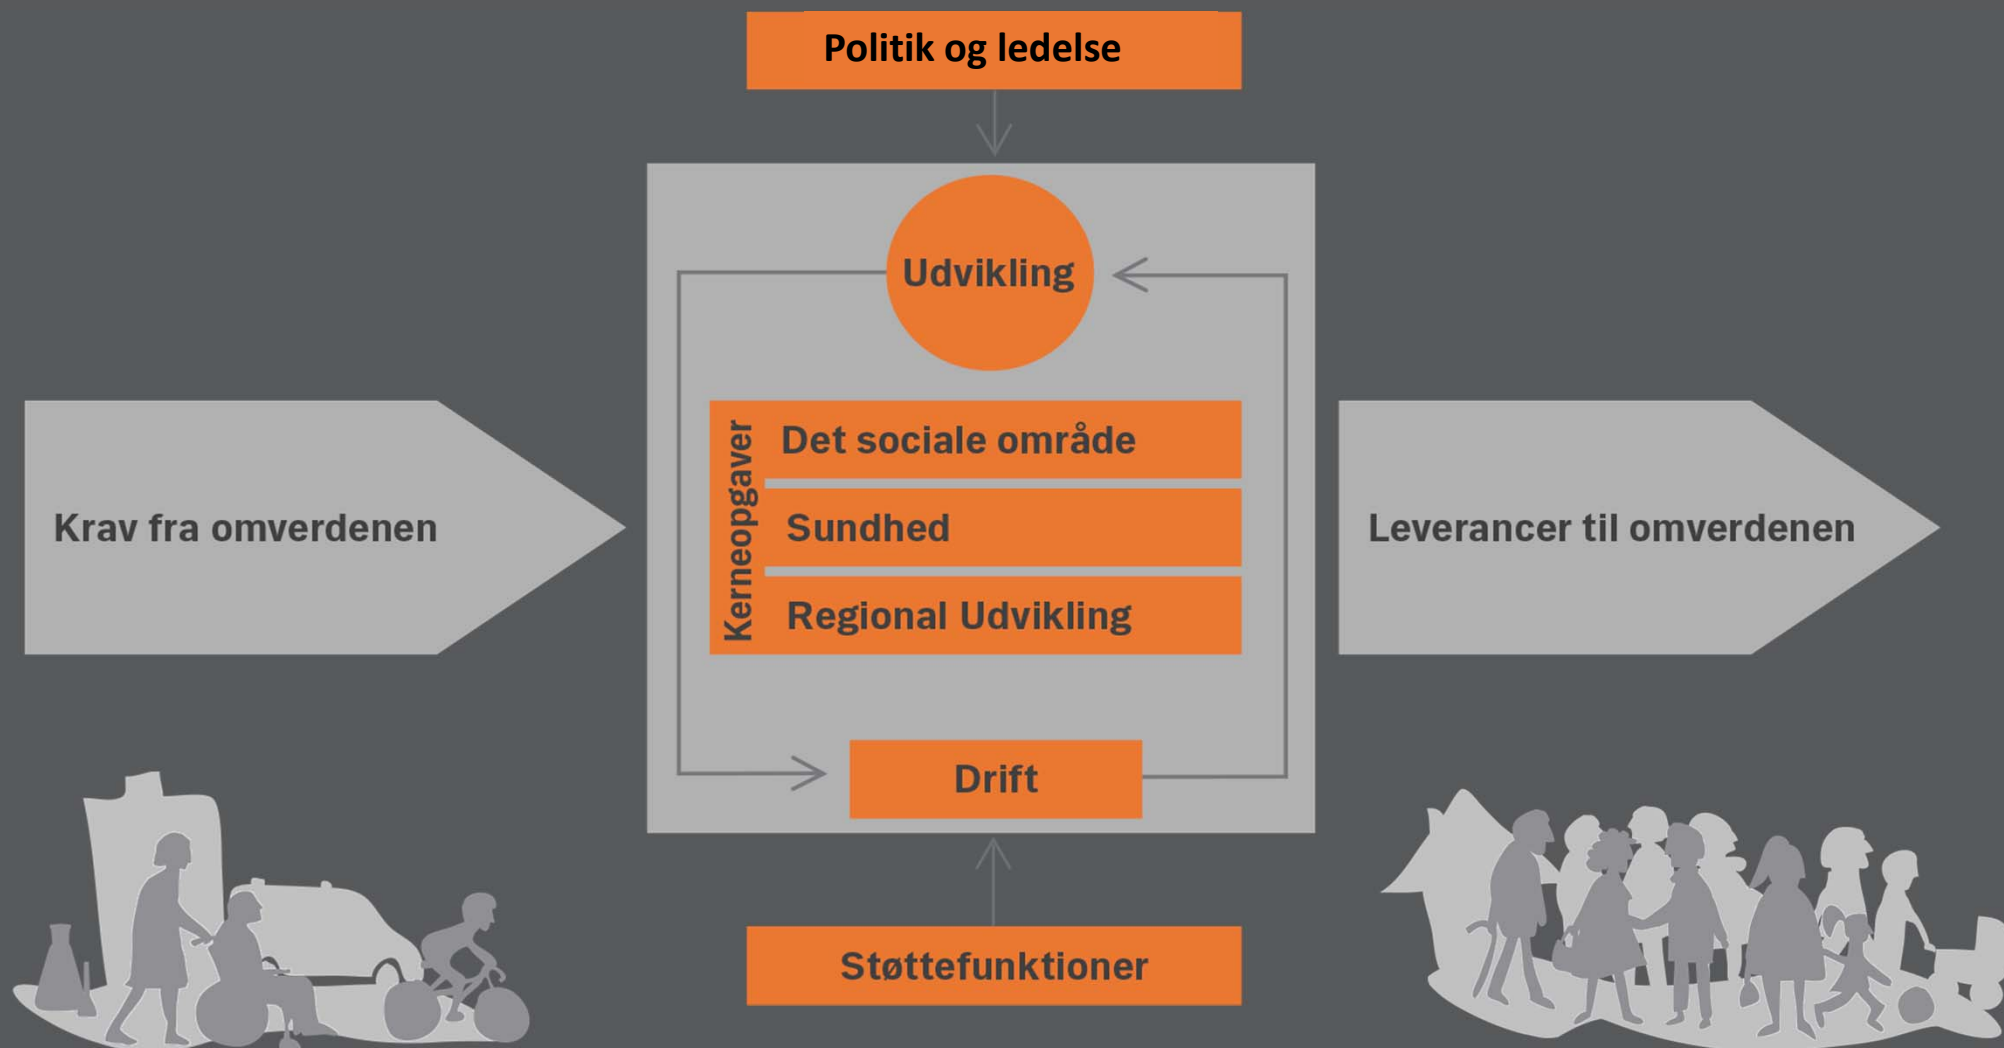 Politik og ledelse
Udvikling
Krav fra omverdenen
Kerneopgaver
Det sociale område
Sundhed
Regional Udvikling
Leverancer til omverdenen
Drift
Støttefunktioner